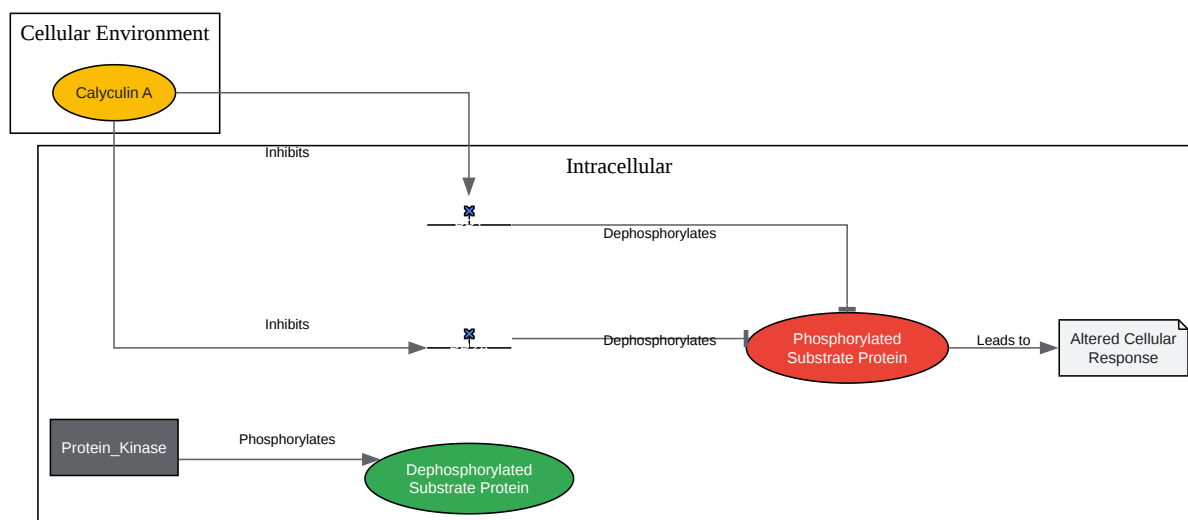 Cellular Environment
Calyculin A
Inhibits
Intracellular
Dephosphorylates
Inhibits
Dephosphorylates
Phosphorylated
Substrate Protein
Leads to
Altered Cellular
Response
Protein_Kinase
Phosphorylates
Dephosphorylated
Substrate Protein